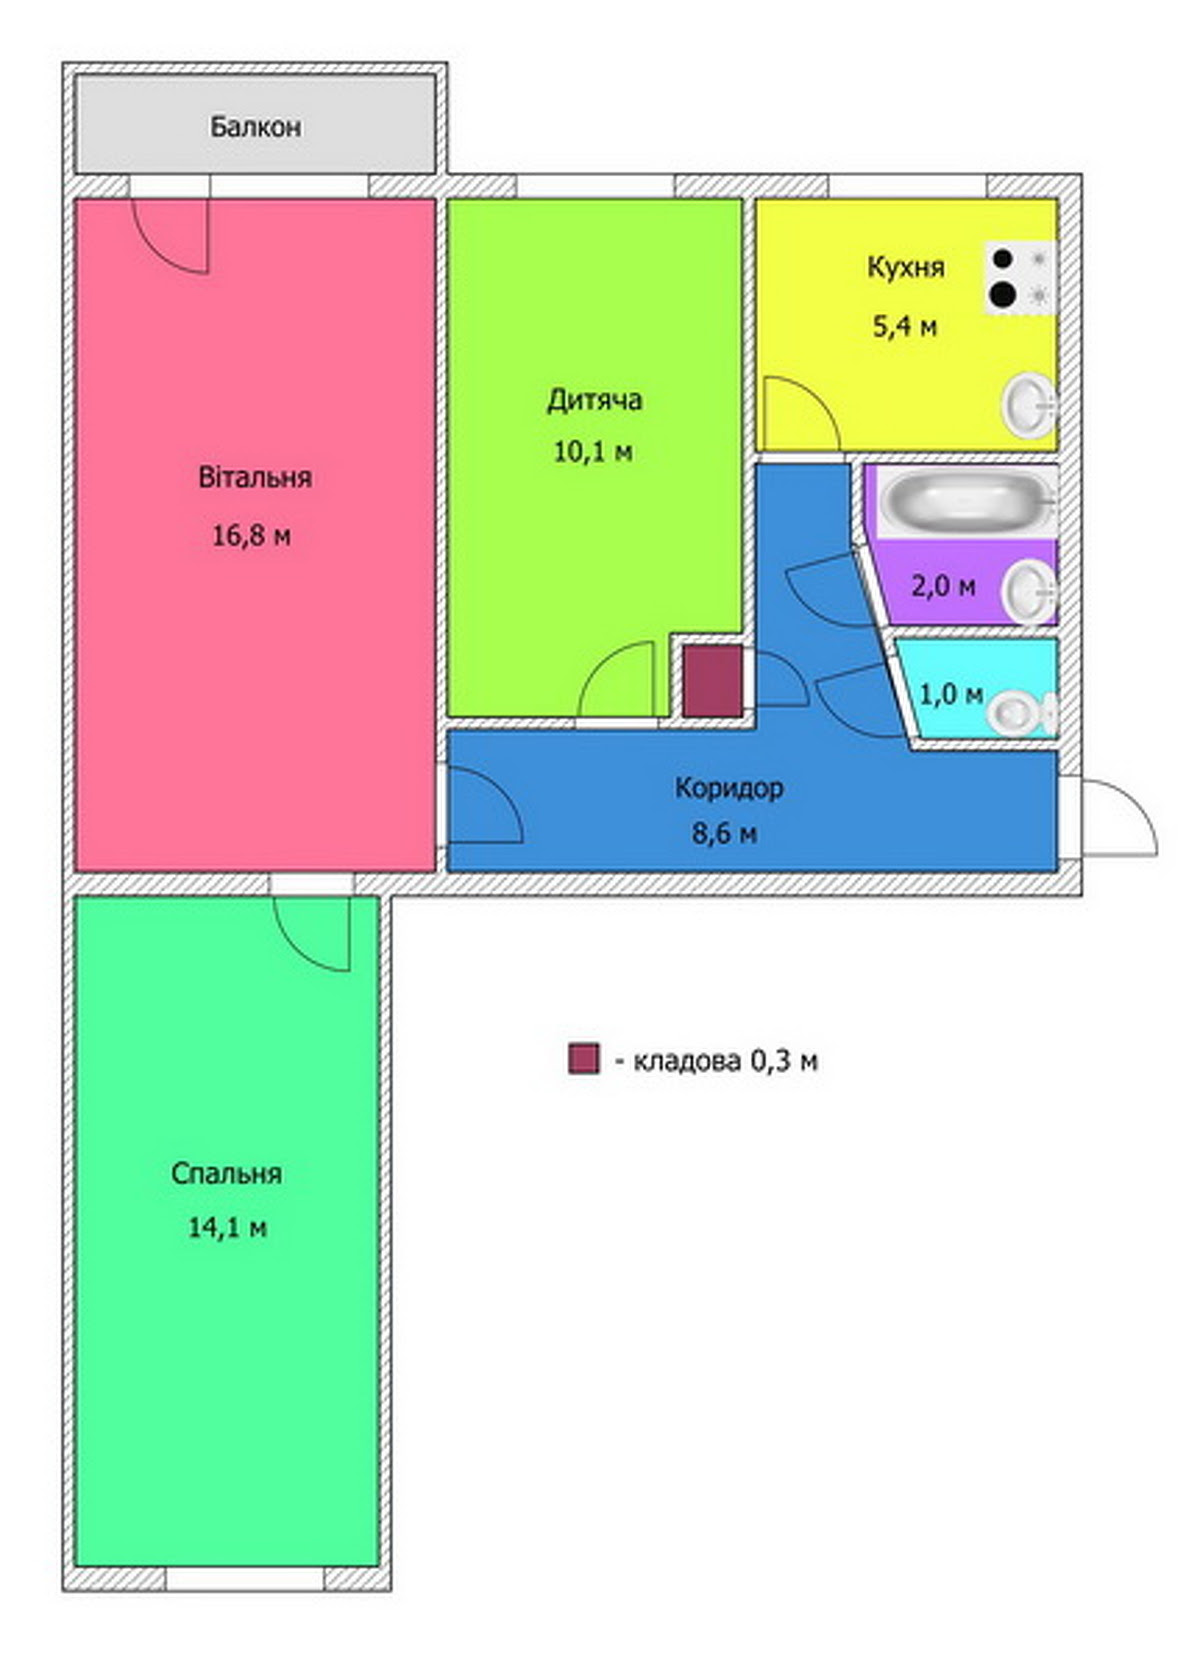 Балкон
Кухня
5,4 м
Дитяча
10,1 м
Вітальня
16,8 м
2,0 м
1,0 м
Коридор
8,6 м
- кладова 0,3 м
Спальня
14,1 м